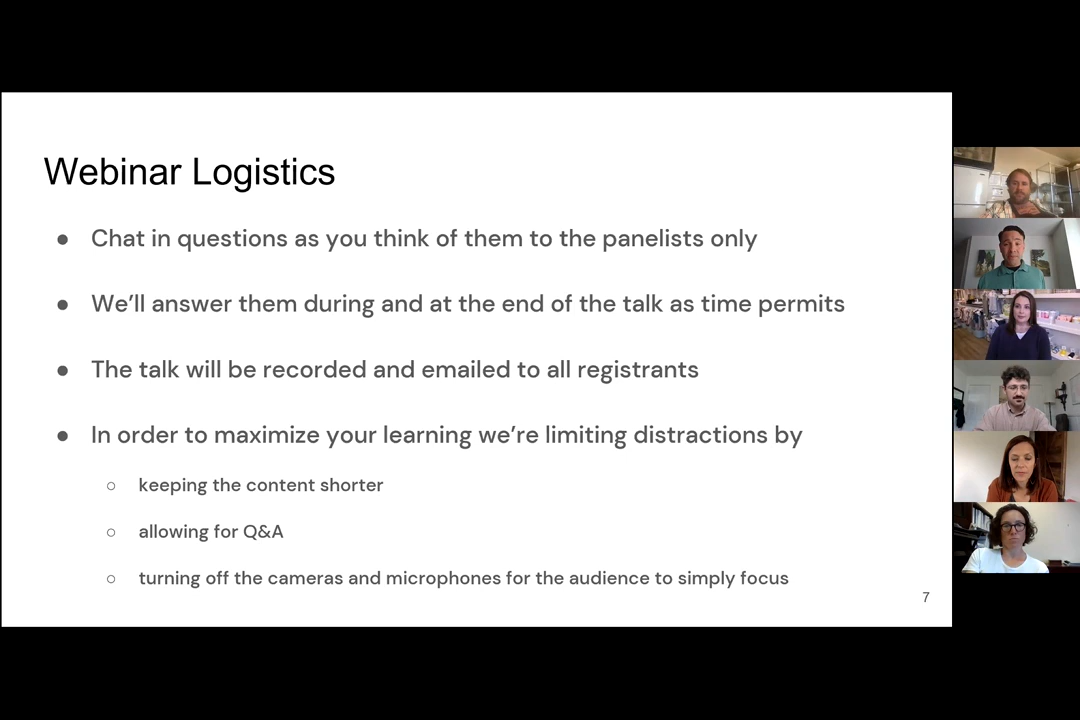 Webinar Logistics
● Chat in questions as you think of them to the panelists only
● We’ll answer them during and at the end of the talk as time permits
● The talk will be recorded and emailed to all registrants
● In order to maximize your learning we’re limiting distractions by
○ keeping the content shorter
○ allowing for Q&A
○ turning off the cameras and microphones for the audience to simply focus
7